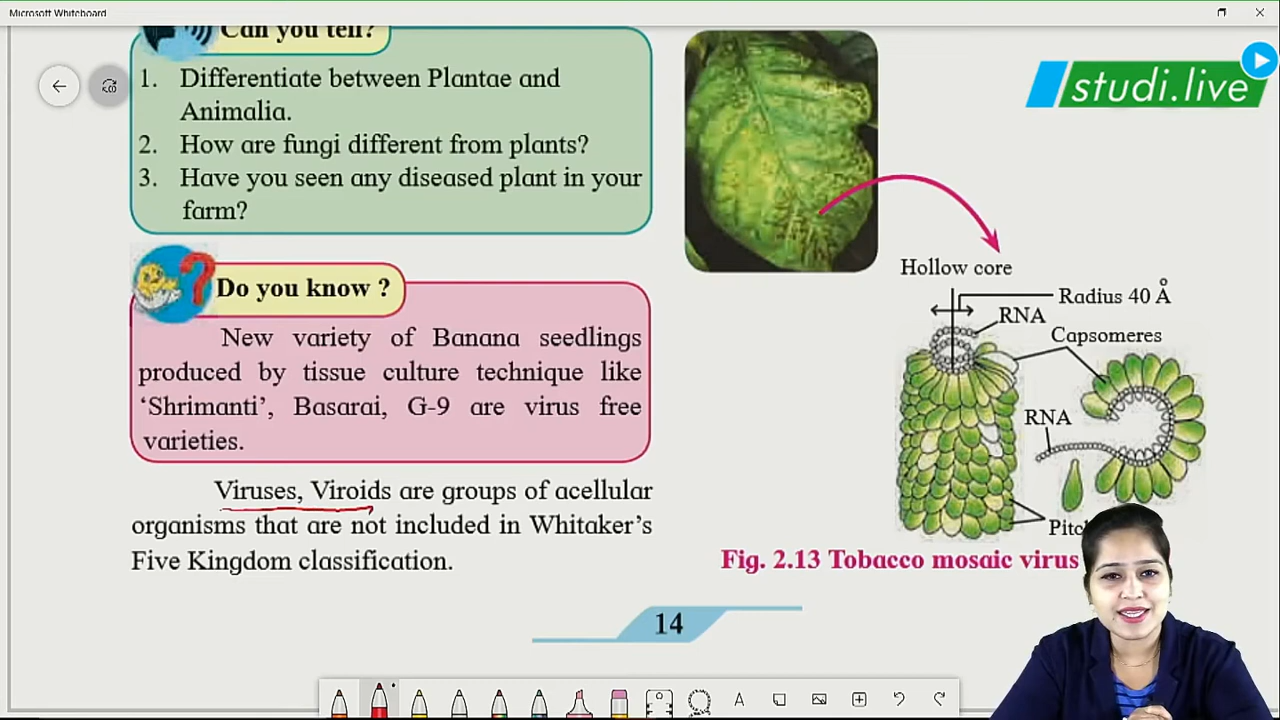 Microsoft Whiteboard
Can you tell?
1. Differentiate between Plantae and
Animalia.
2. How are fungi different from plants?
3. Have you seen any diseased plant in your
farm?
Do you know ?
New variety of Banana seedlings
produced by tissue culture technique like
‘Shrimanti’, Basarai, G-9 are virus free
varieties.
Viruses, Viroids are groups of acellular
organisms that are not included in Whitaker’s
Five Kingdom classification.
studi.live
Hollow core
Radius 40 Å
RNA
Capsomeres
RNA
Fig. 2.13 Tobacco mosaic virus
14
A